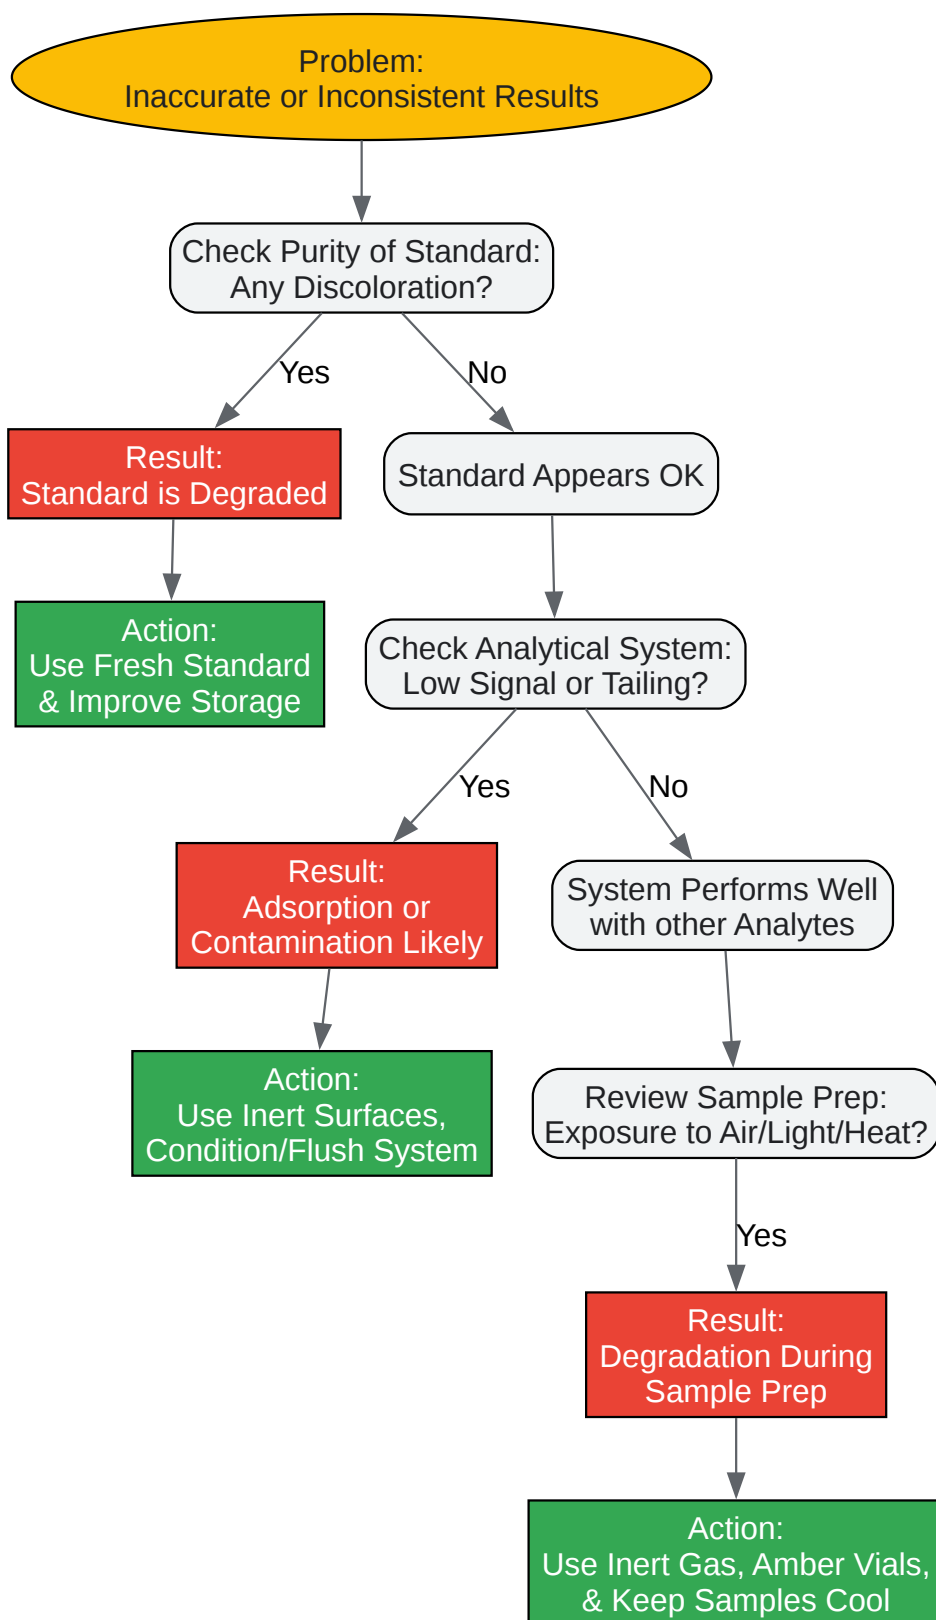 Problem:
Inaccurate or Inconsistent Results
Check Purity of Standard:
Any Discoloration?
Yes
No
Result:
Standard is Degraded
Standard Appears OK
Action:
Use Fresh Standard
& Improve Storage
Check Analytical System:
Low Signal or Tailing?
Yes
No
Result:
Adsorption or
Contamination Likely
System Performs Well
with other Analytes
Action:
Use Inert Surfaces,
Condition/Flush System
Review Sample Prep:
Exposure to Air/Light/Heat?
Yes
Result:
Degradation During
Sample Prep
Action:
Use Inert Gas, Amber Vials,
& Keep Samples Cool